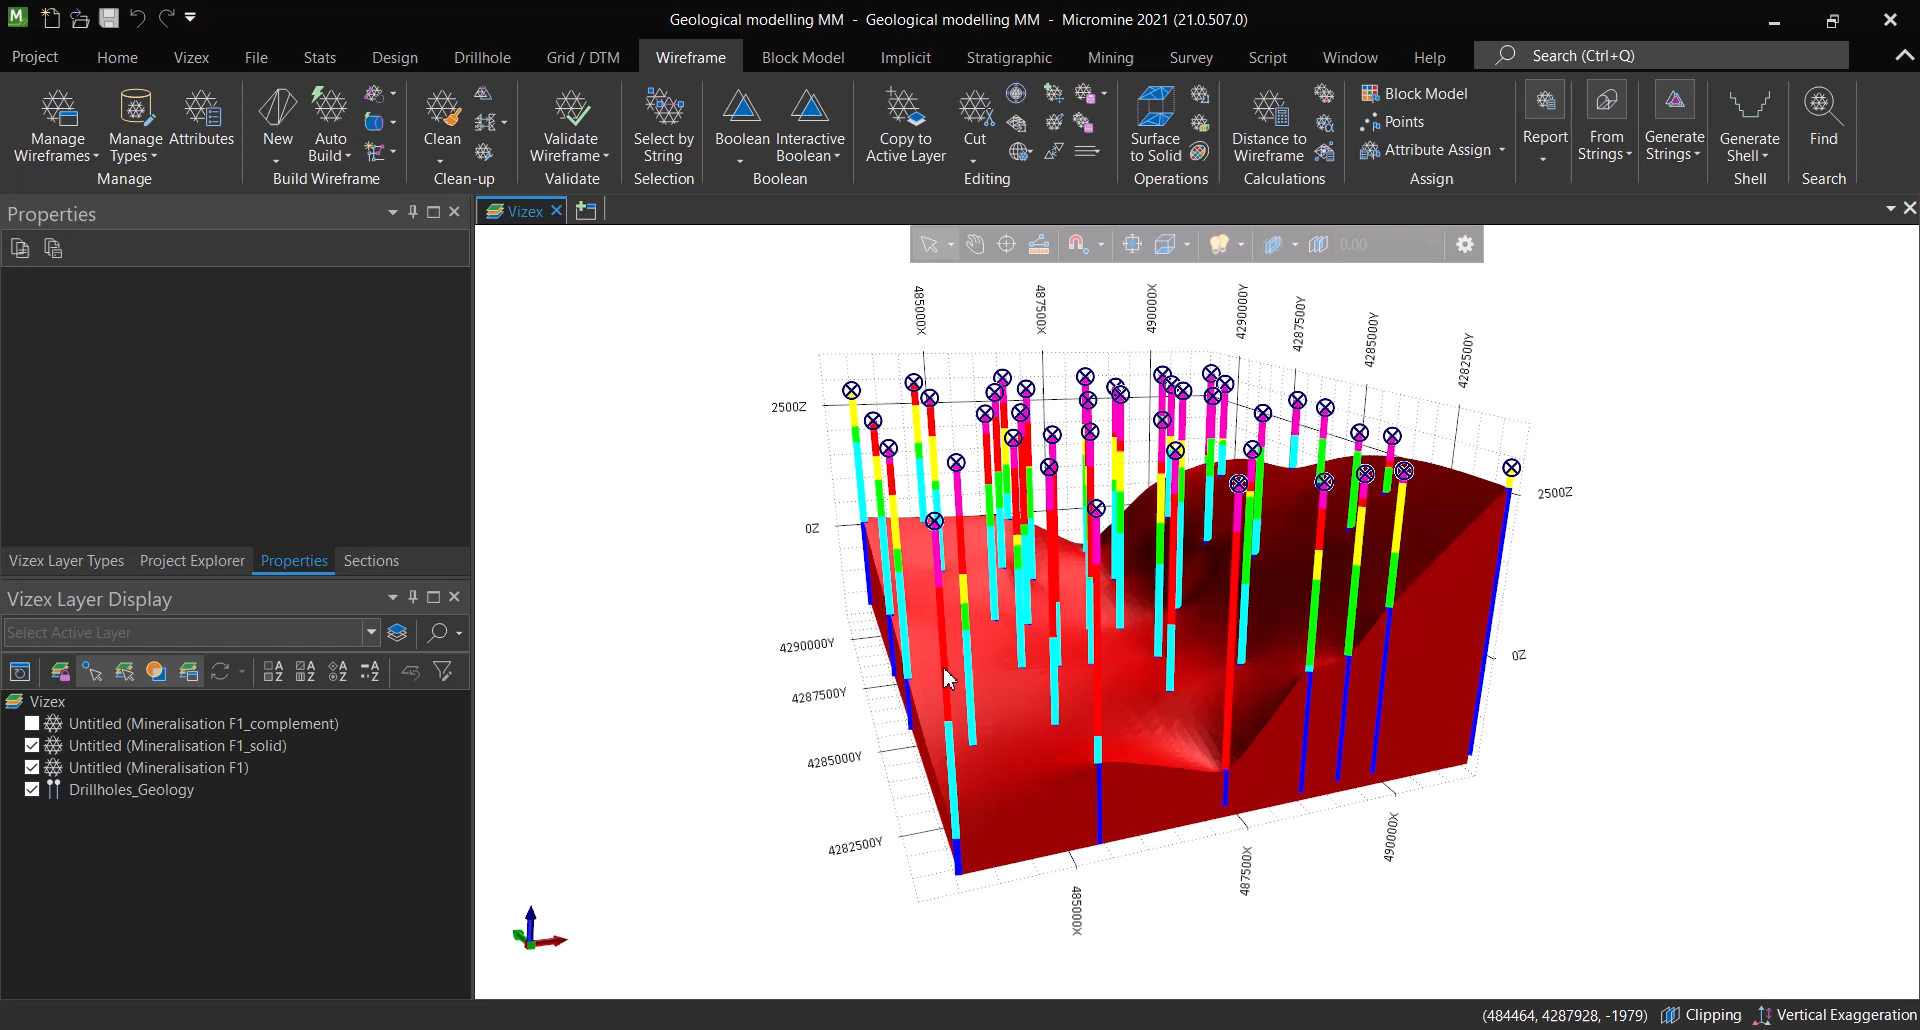 Geological modelling MM - Geological modelling MM - Micromine 2021 (21.0.507.0)
Project Home Vizex File Stats Design Drillhole Grid / DTM Wireframe Block Model Implicit Stratigraphic Mining Survey Script Window Help Search (Ctrl+Q)
Manage Wireframes
Manage Types
Attributes
Manage
New
Auto Build
Build Wireframe
Clean
Clean-up
Validate Wireframe
Validate
Select by String
Selection
Boolean
Interactive Boolean
Boolean
Copy to Active Layer
Cut
Editing
Surface to Solid
Operations
Distance to Wireframe
Calculations
Block Model
Points
Attribute Assign
Assign
Report
From Strings
Generate Strings
Generate Shell
Shell
Find
Search
Properties
Vizex
0.00
Vizex Layer Types Project Explorer Properties Sections
Vizex Layer Display
Select Active Layer
Vizex
Untitled (Mineralisation F1_complement)
Untitled (Mineralisation F1_solid)
Untitled (Mineralisation F1)
Drillholes_Geology
485000X
487500X
490000X
4290000Y
4287500Y
4285000Y
4282500Y
2500Z
0Z
2500Z
0Z
4290000Y
4287500Y
4285000Y
4282500Y
485000X
487500X
490000X
(484464, 4287928, -1979) Clipping Vertical Exaggeration